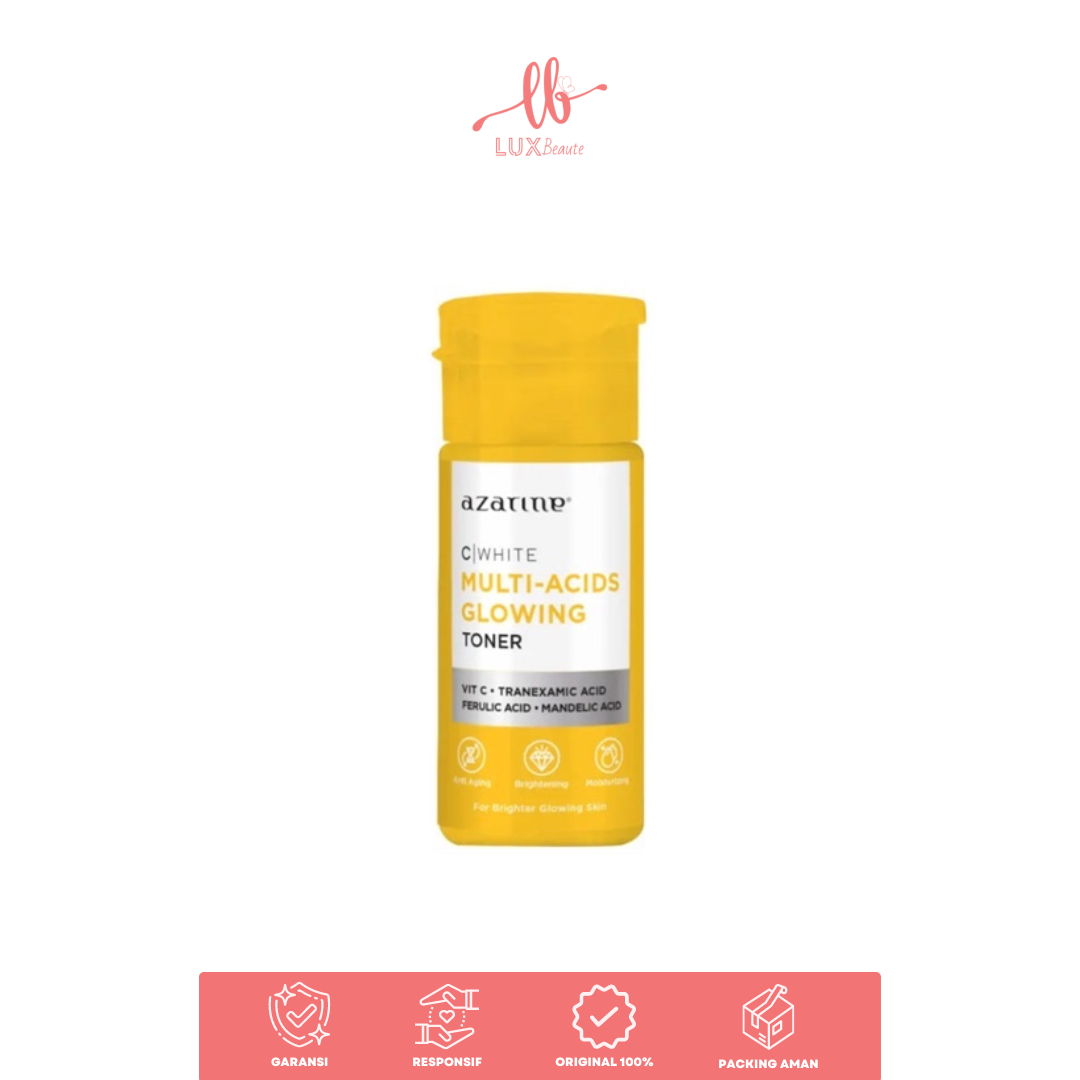 lb
LUX Beaute
azarine®
C|WHITE
MULTI-ACIDS
GLOWING
TONER
VIT C • TRANEXAMIC ACID
FERULIC ACID • MANDELIC ACID
Anti Aging Brightening Moisturizing
For Brighter Glowing Skin
GARANSI RESPONSIF ORIGINAL 100% PACKING AMAN